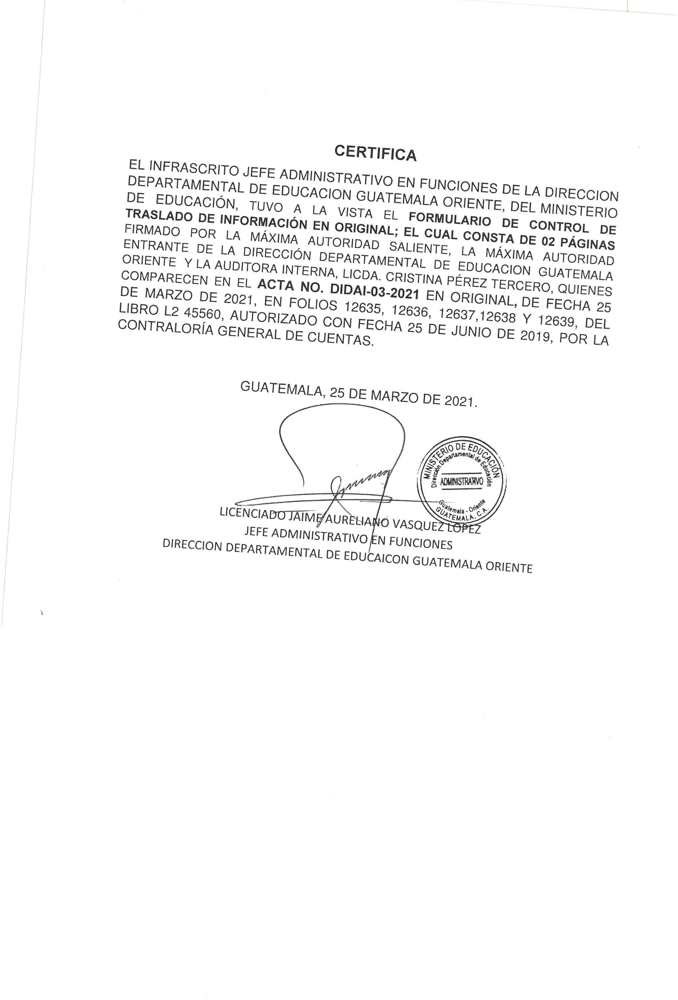 CERTIFICA
EL INFRASCRITO JEFE ADMINISTRATIVO EN FUNCIONES DE LA DIRECCION
DEPARTAMENTAL DE EDUCACION GUATEMALA ORIENTE, DEL MINISTERIO
DE EDUCACIÓN, TUVO A LA VISTA EL FORMULARIO DE CONTROL DE
TRASLADO DE INFORMACIÓN EN ORIGINAL; EL CUAL CONSTA DE 02 PÁGINAS
FIRMADO POR LA MÁXIMA AUTORIDAD SALIENTE, LA MÁXIMA AUTORIDAD
ENTRANTE DE LA DIRECCIÓN DEPARTAMENTAL DE EDUCACION GUATEMALA
ORIENTE Y LA AUDITORA INTERNA, LICDA. CRISTINA PÉREZ TERCERO, QUIENES
COMPARECEN EN EL ACTA NO. DIDAI-03-2021 EN ORIGINAL, DE FECHA 25
DE MARZO DE 2021, EN FOLIOS 12635, 12636, 12637,12638 Y 12639, DEL
LIBRO L2 45560, AUTORIZADO CON FECHA 25 DE JUNIO DE 2019, POR LA
CONTRALORÍA GENERAL DE CUENTAS.
GUATEMALA, 25 DE MARZO DE 2021.
MINISTERIO DE EDUCACIÓN
Dirección Departamental de Educación
ADMINISTRATIVO
Guatemala - Oriente
GUATEMALA, C.A.
LICENCIADO JAIME AURELIANO VASQUEZ LOPEZ
JEFE ADMINISTRATIVO EN FUNCIONES
DIRECCION DEPARTAMENTAL DE EDUCAICON GUATEMALA ORIENTE